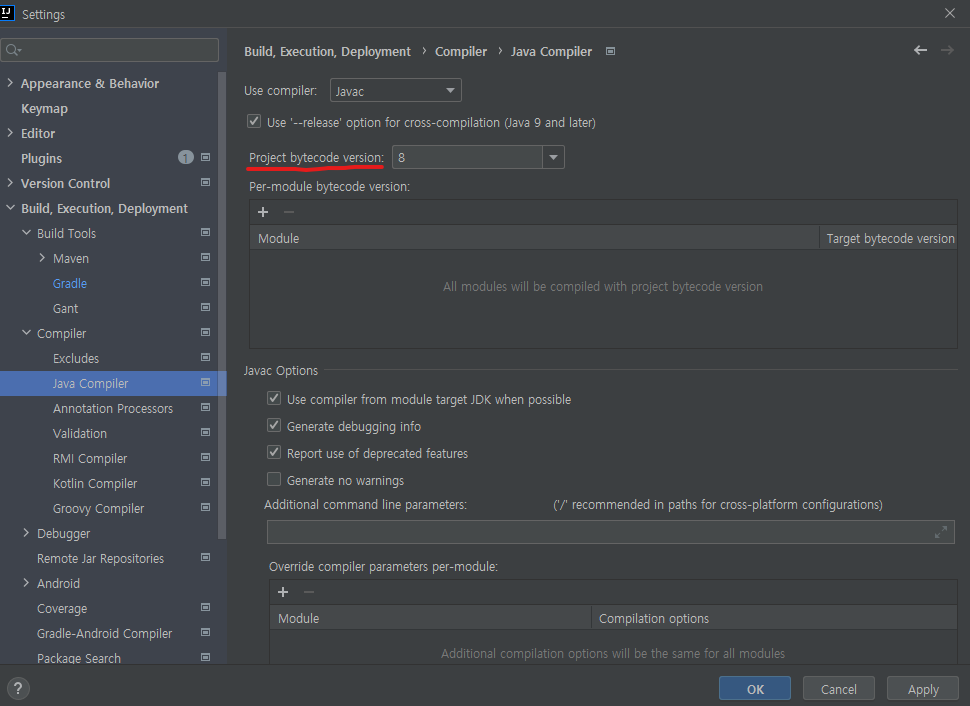 IJ
Settings
Build, Execution, Deployment › Compiler › Java Compiler
Appearance & Behavior
Keymap
Editor
Plugins 1
Version Control
Build, Execution, Deployment
Build Tools
Maven
Gradle
Gant
Compiler
Excludes
Java Compiler
Annotation Processors
Validation
RMI Compiler
Kotlin Compiler
Groovy Compiler
Debugger
Remote Jar Repositories
Android
Coverage
Gradle-Android Compiler
Package Search
Use compiler: Javac
Use '--release' option for cross-compilation (Java 9 and later)
Project bytecode version: 8
Per-module bytecode version:
+ −
Module Target bytecode version
All modules will be compiled with project bytecode version
Javac Options
Use compiler from module target JDK when possible
Generate debugging info
Report use of deprecated features
Generate no warnings
Additional command line parameters: ('/' recommended in paths for cross-platform configurations)
Override compiler parameters per-module:
+ −
Module Compilation options
Additional compilation options will be the same for all modules
? OK Cancel Apply